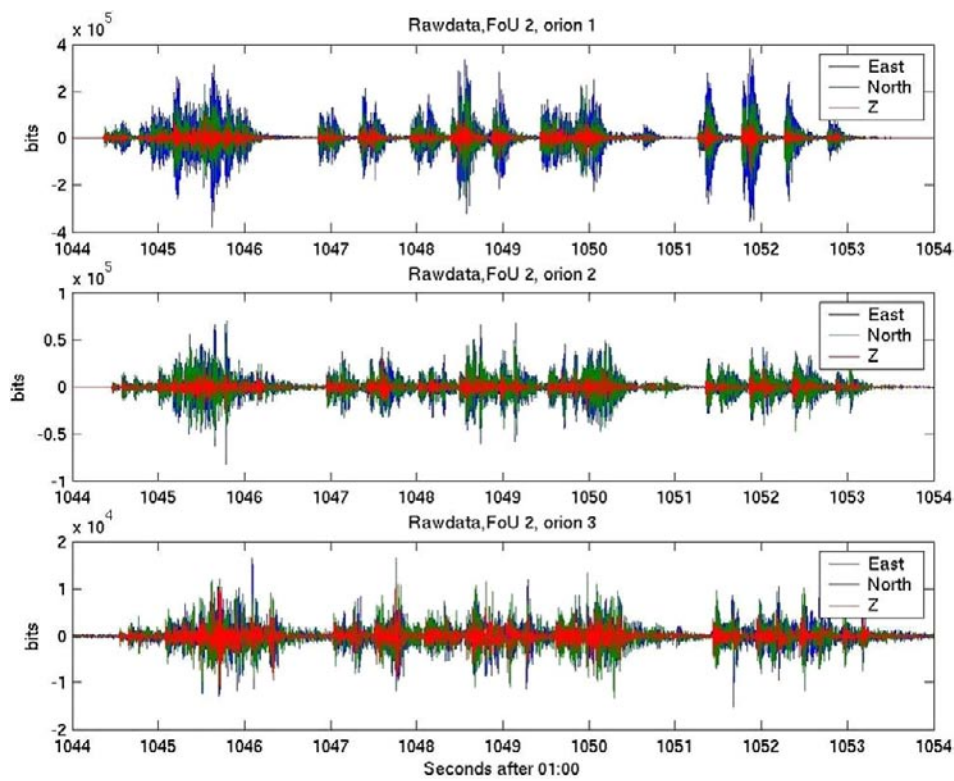 Rawdata,FoU 2, orion 1
x 10^5
4
2
0
-2
-4
bits
East
North
Z
1044 1045 1046 1047 1048 1049 1050 1051 1052 1053 1054
Rawdata,FoU 2, orion 2
x 10^5
1
0.5
0
-0.5
-1
bits
East
North
Z
1044 1045 1046 1047 1048 1049 1050 1051 1052 1053 1054
Rawdata,FoU 2, orion 3
x 10^4
2
1
0
-1
-2
bits
East
North
Z
1044 1045 1046 1047 1048 1049 1050 1051 1052 1053 1054
Seconds after 01:00